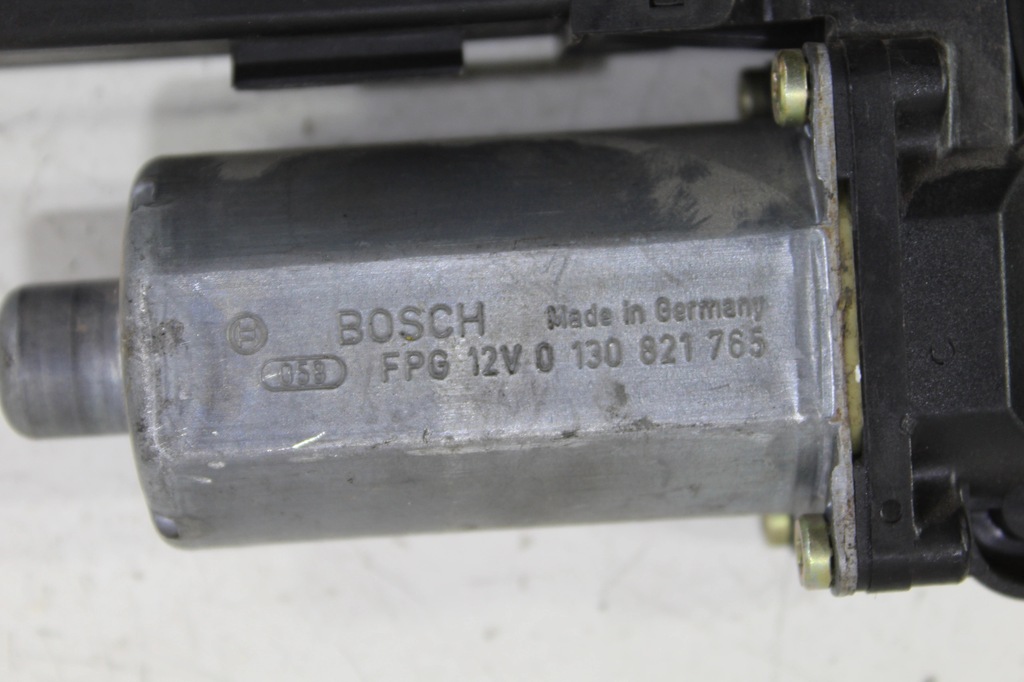 BOSCH Made in Germany
059 FPG 12V 0 130 821 765